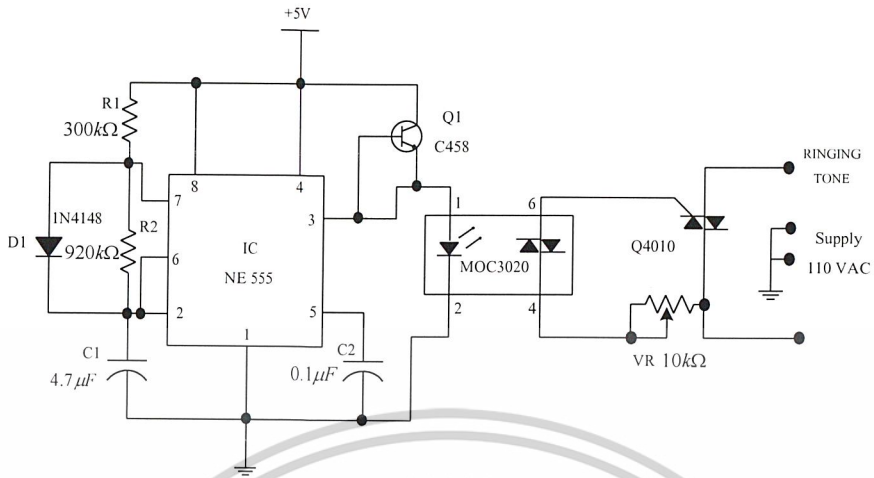 +5V
R1
300kΩ
Q1
C458
RINGING
TONE
8
4
7
3
1
6
1N4148
R2
D1
920kΩ
6
IC
NE 555
MOC3020
Q4010
Supply
110 VAC
2
5
2
4
1
C1
4.7μF
C2
0.1μF
VR 10kΩ